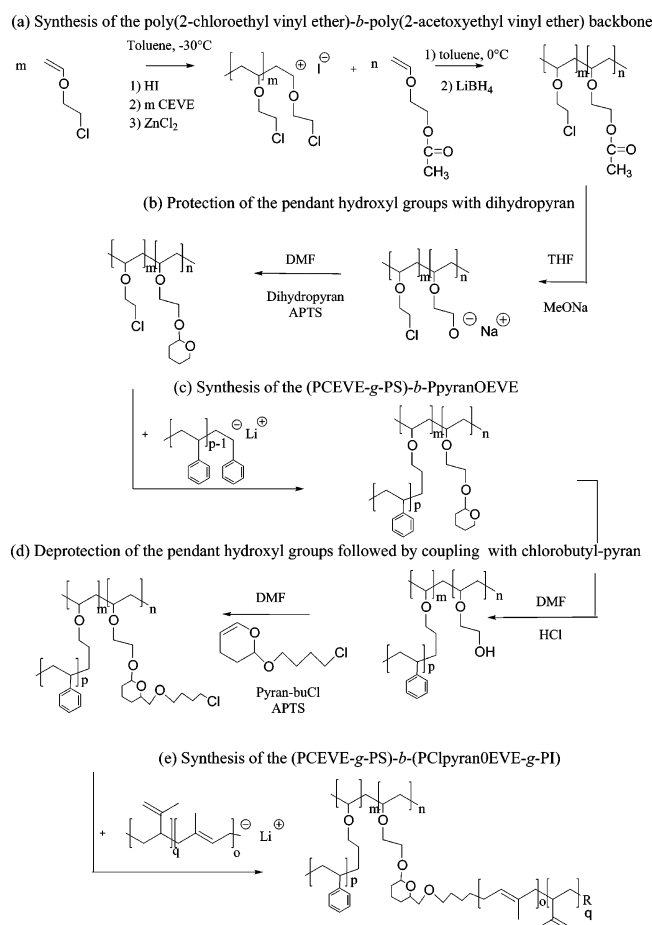 (a) Synthesis of the poly(2-chloroethyl vinyl ether)-b-poly(2-acetoxyethyl vinyl ether) backbone
m
O
Cl
Toluene, -30°C
1) HI
2) m CEVE
3) ZnCl2
m
⊕
I⊖
O
O
Cl
Cl
+
n
O
O
C=O
CH3
1) toluene, 0°C
2) LiBH4
m
n
O
O
Cl
O
C=O
CH3
(b) Protection of the pendant hydroxyl groups with dihydropyran
THF
MeONa
m
n
O
O
Cl
O
⊖
Na⊕
DMF
Dihydropyran
APTS
m
n
O
O
Cl
O
O
(c) Synthesis of the (PCEVE-g-PS)-b-PpyranOEVE
+
p-1
⊖
Li⊕
m
n
O
O
p
O
O
(d) Deprotection of the pendant hydroxyl groups followed by coupling with chlorobutyl-pyran
DMF
HCl
m
n
O
O
OH
p
DMF
O
O
Cl
Pyran-buCl
APTS
m
n
O
O
p
O
O
O
Cl
(e) Synthesis of the (PCEVE-g-PS)-b-(PClpyran0EVE-g-PI)
+
q
o
⊖
Li⊕
m
n
O
O
p
O
O
O
o
R
q